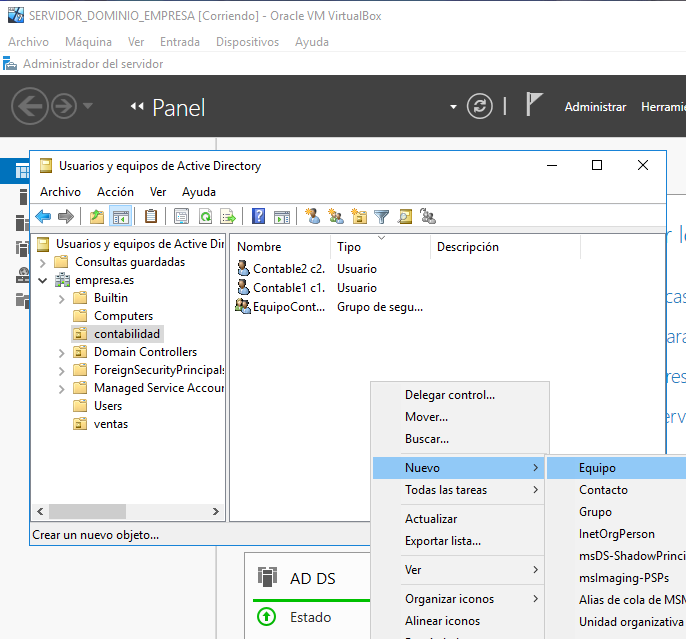 SERVIDOR_DOMINIO_EMPRESA [Corriendo] - Oracle VM VirtualBox
Archivo Máquina Ver Entrada Dispositivos Ayuda
Administrador del servidor
Panel
Administrar Herrami
Usuarios y equipos de Active Directory
Archivo Acción Ver Ayuda
Usuarios y equipos de Active Dir
Consultas guardadas
empresa.es
Builtin
Computers
contabilidad
Domain Controllers
ForeignSecurityPrincipals
Managed Service Accour
Users
ventas
Nombre Tipo Descripción
Contable2 c2. Usuario
Contable1 c1. Usuario
EquipoCont... Grupo de segu...
Delegar control...
Mover...
Buscar...
Nuevo
Todas las tareas
Actualizar
Exportar lista...
Ver
Organizar iconos
Alinear iconos
Equipo
Contacto
Grupo
InetOrgPerson
msDS-ShadowPrinci
msImaging-PSPs
Alias de cola de MSM
Unidad organizativa
Crear un nuevo objeto...
AD DS
Estado